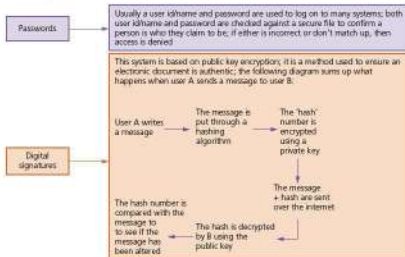 Passwords
Usually a user id/name and password are used to log on to many systems; both
user id/name and password are checked against a secure file to confirm a
person is who they claim to be; if either is incorrect or don't match up, then
access is denied
Digital
signatures
This system is based on public key encryption; it is a method used to ensure an
electronic document is authentic; the following diagram sums up what
happens when user A sends a message to user B:
User A writes
a message
The message is
put through a
hashing
algorithm
The 'hash'
number is
encrypted
using a
private key
The message
+ hash are sent
over the internet
The hash is decrypted
by B using the
public key
The hash number is
compared with the
message to
to see if the
message has
been altered